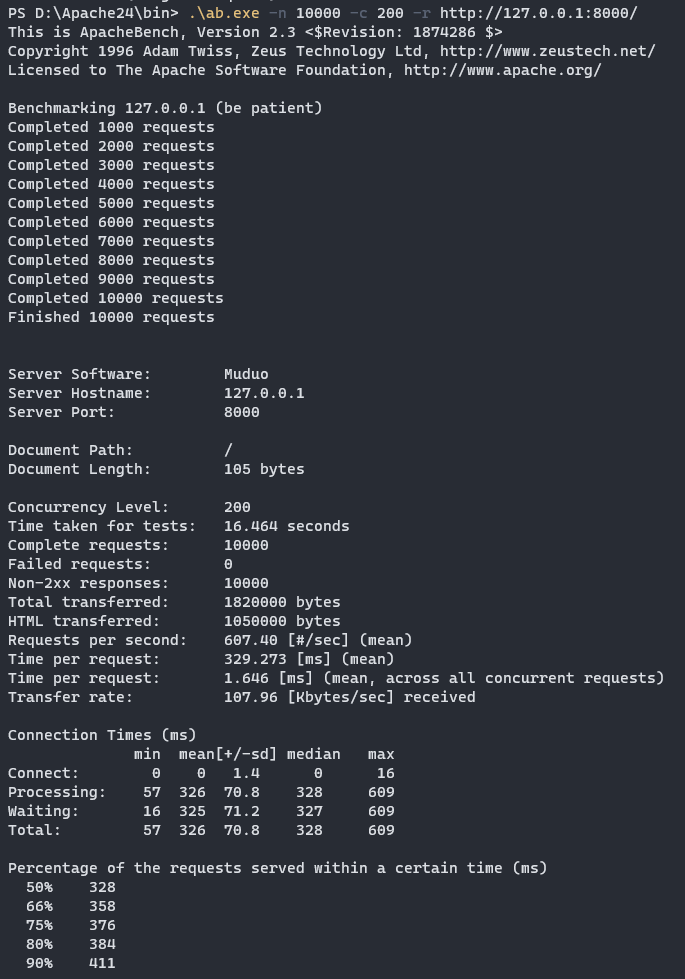 PS D:\Apache24\bin> .\ab.exe -n 10000 -c 200 -r http://127.0.0.1:8000/
This is ApacheBench, Version 2.3 <$Revision: 1874286 $>
Copyright 1996 Adam Twiss, Zeus Technology Ltd, http://www.zeustech.net/
Licensed to The Apache Software Foundation, http://www.apache.org/

Benchmarking 127.0.0.1 (be patient)
Completed 1000 requests
Completed 2000 requests
Completed 3000 requests
Completed 4000 requests
Completed 5000 requests
Completed 6000 requests
Completed 7000 requests
Completed 8000 requests
Completed 9000 requests
Completed 10000 requests
Finished 10000 requests


Server Software:        Muduo
Server Hostname:        127.0.0.1
Server Port:            8000

Document Path:          /
Document Length:        105 bytes

Concurrency Level:      200
Time taken for tests:   16.464 seconds
Complete requests:      10000
Failed requests:        0
Non-2xx responses:      10000
Total transferred:      1820000 bytes
HTML transferred:       1050000 bytes
Requests per second:    607.40 [#/sec] (mean)
Time per request:       329.273 [ms] (mean)
Time per request:       1.646 [ms] (mean, across all concurrent requests)
Transfer rate:          107.96 [Kbytes/sec] received

Connection Times (ms)
              min  mean[+/-sd] median   max
Connect:        0    0   1.4      0      16
Processing:    57  326  70.8    328     609
Waiting:       16  325  71.2    327     609
Total:         57  326  70.8    328     609

Percentage of the requests served within a certain time (ms)
  50%    328
  66%    358
  75%    376
  80%    384
  90%    411